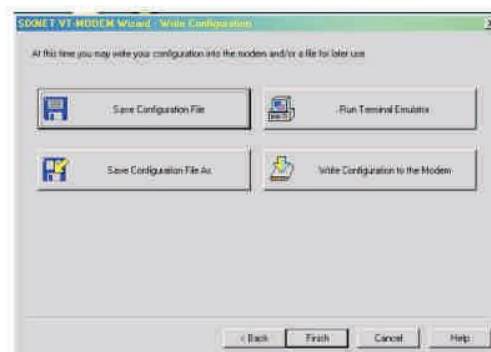 SIXNET VT-MODEM Wizard - Write Configuration
At this time you may write your configuration into the modem and/or a file for later use
Save Configuration File
Run Terminal Emulator
Save Configuration File As
Write Configuration to the Modem
< Back Finish Cancel Help